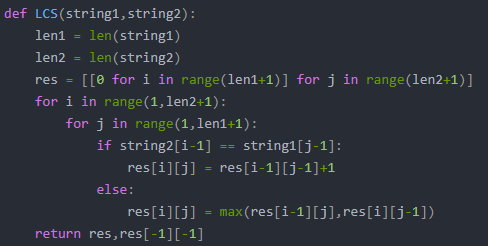 def LCS(string1,string2):
    len1 = len(string1)
    len2 = len(string2)
    res = [[0 for i in range(len1+1)] for j in range(len2+1)]
    for i in range(1,len2+1):
        for j in range(1,len1+1):
            if string2[i-1] == string1[j-1]:
                res[i][j] = res[i-1][j-1]+1
            else:
                res[i][j] = max(res[i-1][j],res[i][j-1])
    return res,res[-1][-1]